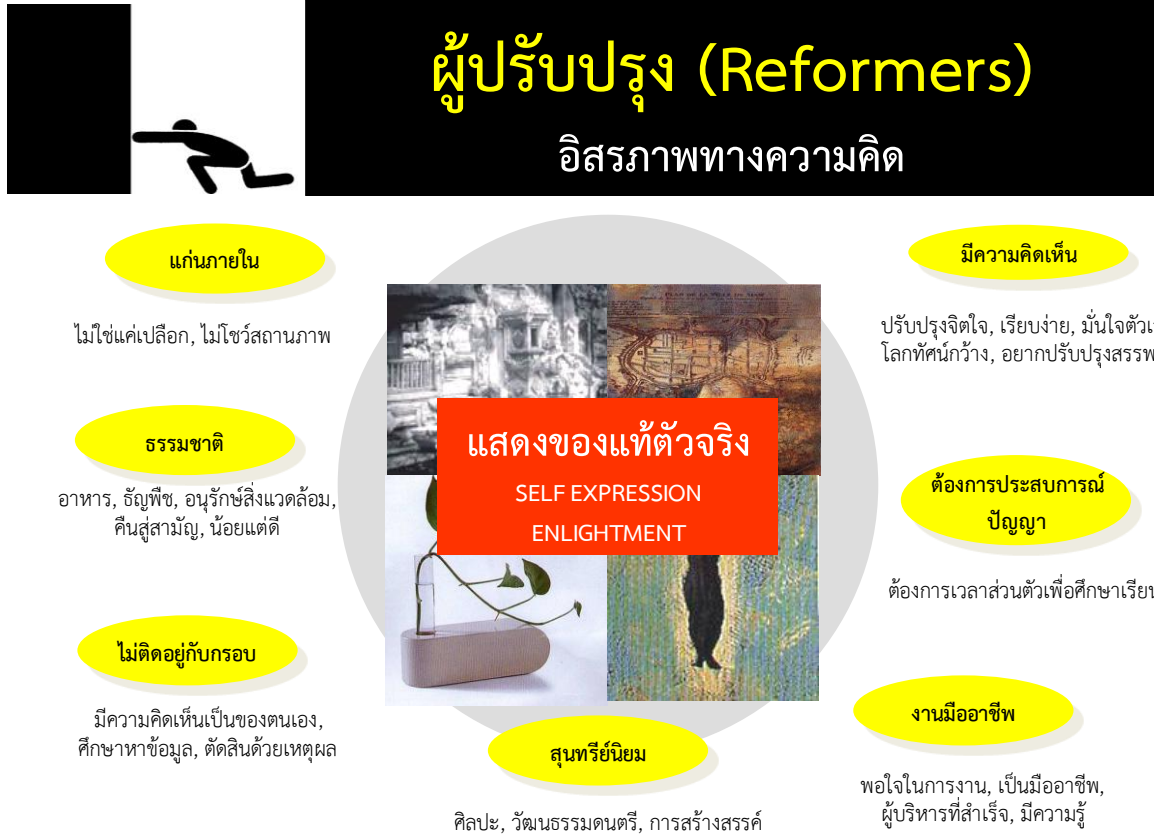 ผู้ปรับปรุง (Reformers)
อิสรภาพทางความคิด
แก่นภายใน
ไม่ใช่แค่เปลือก, ไม่โชว์สถานภาพ
ธรรมชาติ
อาหาร, ธัญพืช, อนุรักษ์สิ่งแวดล้อม,
คืนสู่สามัญ, น้อยแต่ดี
ไม่ติดอยู่กับกรอบ
มีความคิดเห็นเป็นของตนเอง,
ศึกษาหาข้อมูล, ตัดสินด้วยเหตุผล
แสดงของแท้ตัวจริง
SELF EXPRESSION
ENLIGHTMENT
สุนทรีย์นิยม
ศิลปะ, วัฒนธรรมดนตรี, การสร้างสรรค์
มีความคิดเห็น
ปรับปรุงจิตใจ, เรียบง่าย, มั่นใจ
โลกทัศน์กว้าง, อยากปรับปรุง
ต้องการประสบการณ์
ปัญญา
ต้องการเวลาส่วนตัวเพื่อศึกษา
งานมืออาชีพ
พอใจในการงาน, เป็นมืออาชีพ,
ผู้บริหารที่สำเร็จ, มีความรู้